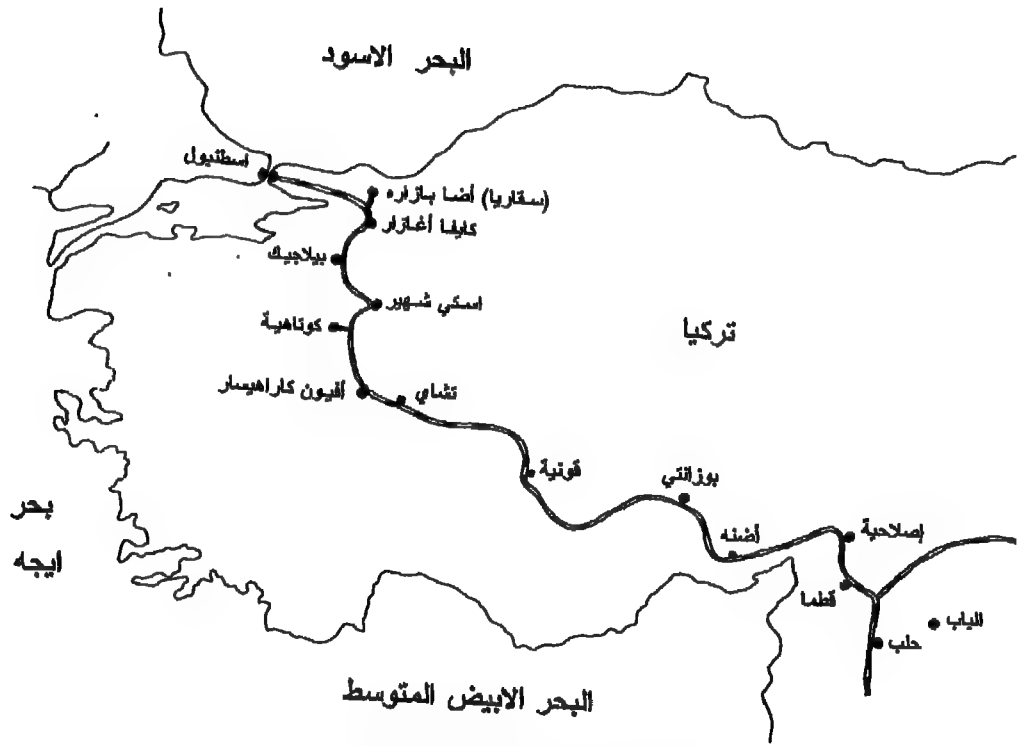 البحر الاسود
اسطنبول
(سقاريا) أضا بازاره
كايفا أغازار
بيلاجيك
اسكي شهير
كوتاهية
تركيا
أفيون كاراهيسار
تشاي
قونية
بوزانتي
بحر
ايجه
أضنه
إصلاحية
قطما
الباب
حلب
البحر الابيض المتوسط